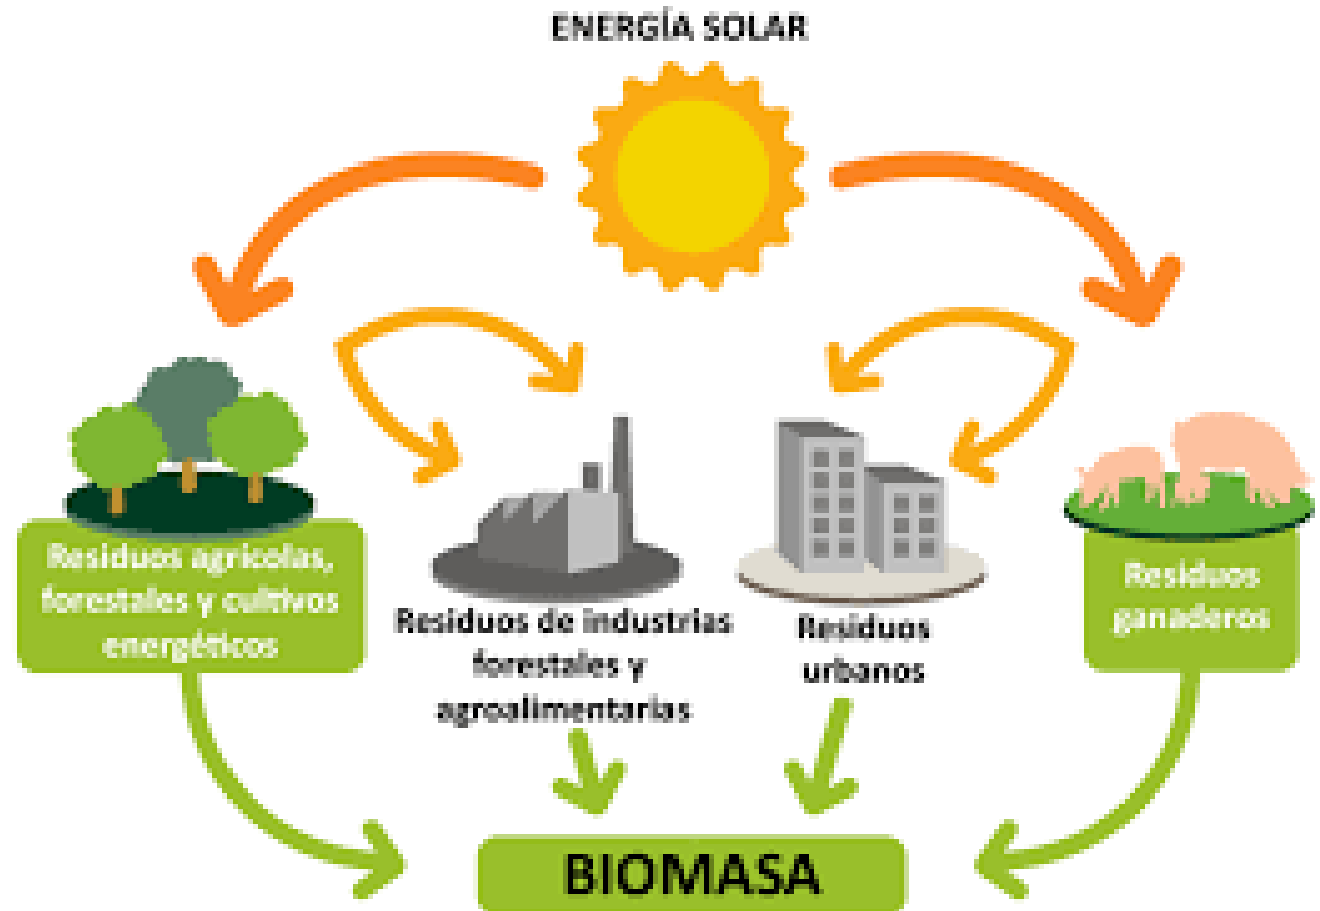 ENERGÍA SOLAR
Residuos agrícolas,
forestales y cultivos
energéticos
Residuos de industrias
forestales y
agroalimentarias
Residuos
urbanos
Residuos
ganaderos
BIOMASA